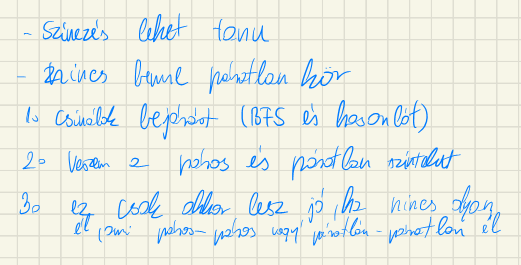 - Színezés lehet tanu
- nincs benne páratlan kör
1. csinálok bejárást (BFS és hasonlót)
2. veszem a páros és páratlan szinteket
3. ez csak akkor lesz jó, ha nincs olyan
él, ami páros-páros vagy páratlan-páratlan él